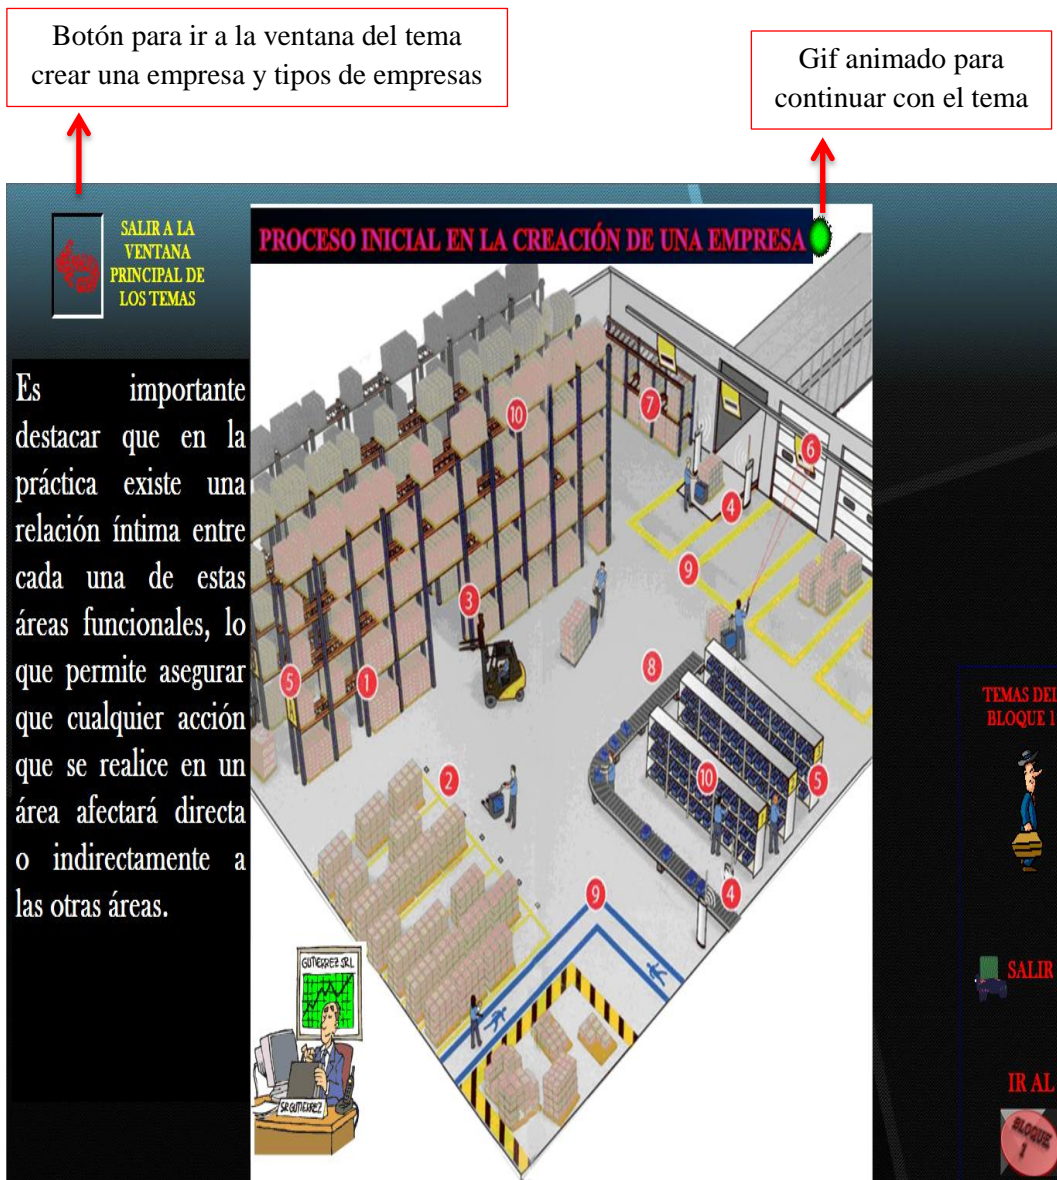 Botón para ir a la ventana del tema
crear una empresa y tipos de empresas
Gif animado para
continuar con el tema
SALIR A LA
VENTANA
PRINCIPAL DE
LOS TEMAS
PROCESO INICIAL EN LA CREACIÓN DE UNA EMPRESA
Es importante
destacar que en la
práctica existe una
relación íntima entre
cada una de estas
áreas funcionales, lo
que permite asegurar
que cualquier acción
que se realice en un
área afectará directa
o indirectamente a
las otras áreas.
10
7
6
4
9
3
5
1
8
2
10
5
4
9
GUTIERREZ SRL
SR GUTIERREZ
TEMAS DEL
BLOQUE 1
SALIR
IR AL
BLOQUE
1